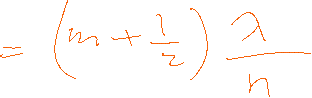 = (m + 1/2) λ/n